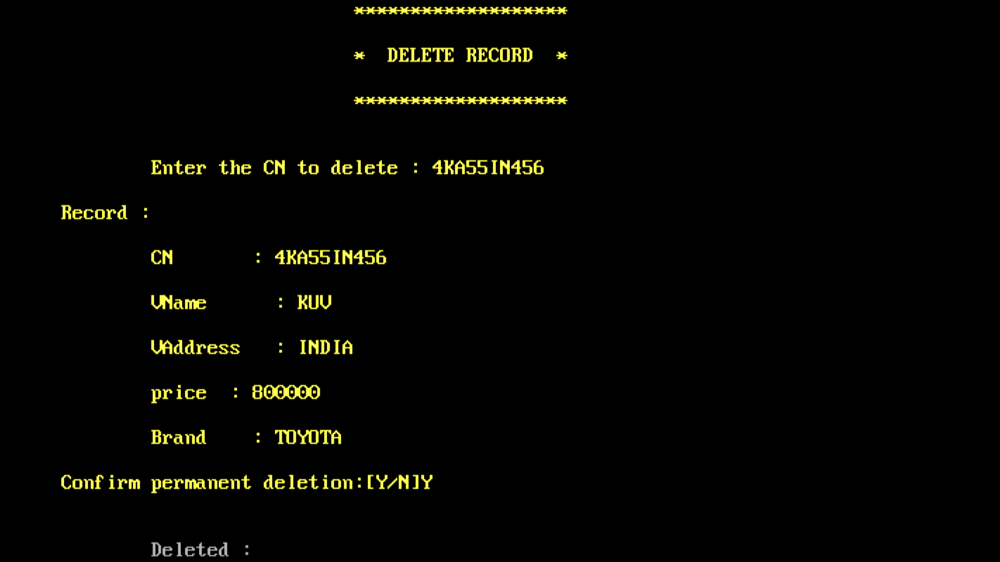 *******************
*  DELETE RECORD  *
*******************
Enter the CN to delete : 4KA55IN456
Record :
CN       : 4KA55IN456
VName      : KUV
VAddress   : INDIA
price  : 800000
Brand    : TOYOTA
Confirm permanent deletion:[Y/N]Y
Deleted :